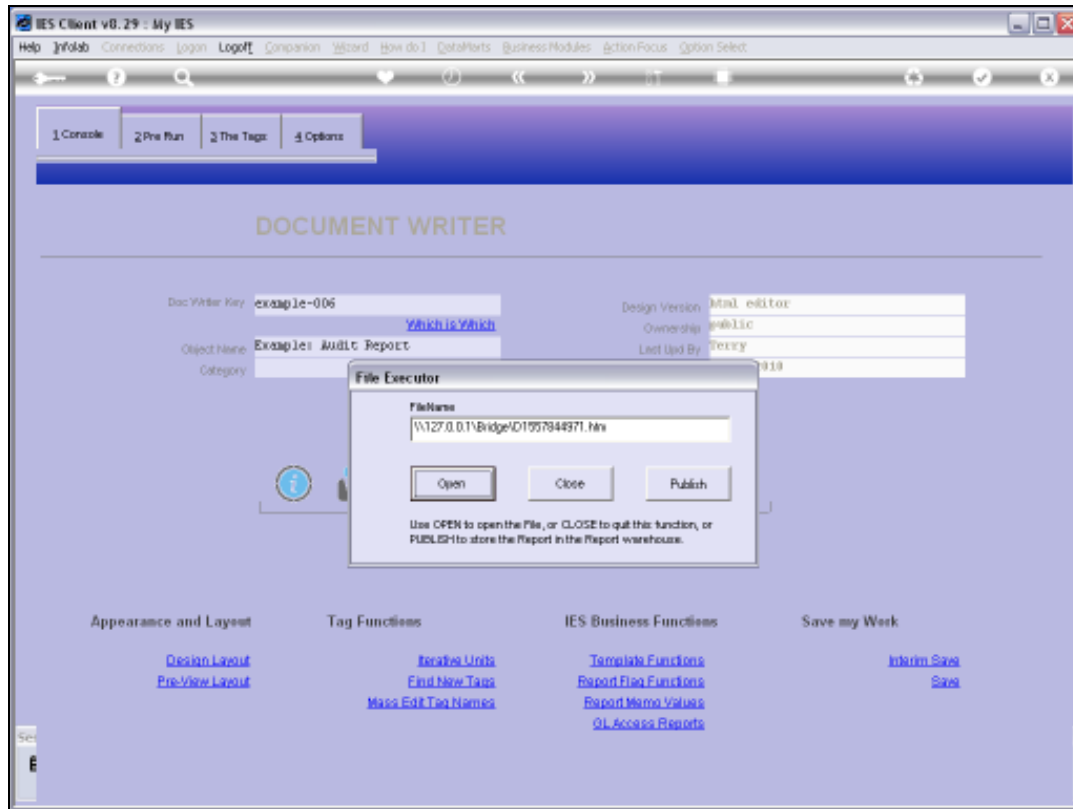 IES Client v8.29 : My IES
Help Infolab Connections Logon Logoff Companion Wizard How do I DataMarts Business Modules Action Focus Option Select
1 Console 2 Pre Run 3 The Tags 4 Options
DOCUMENT WRITER
Doc Writer Key example-006 Design Version html editor
Which is Which Ownership public
Object Name Example: Audit Report Last Upd By Terry
Category
File Executor
FileName
\\127.0.0.1\Bridge\D1557844971.htm
Open Close Publish
Use OPEN to open the File, or CLOSE to quit this function, or
PUBLISH to store the Report in the Report warehouse.
Appearance and Layout Tag Functions IES Business Functions Save my Work
Design Layout Iterative Units Template Functions Interim Save
Pre-View Layout Find New Tags Report Flag Functions Save
Mass Edit Tag Names Report Memo Values
GL Access Reports